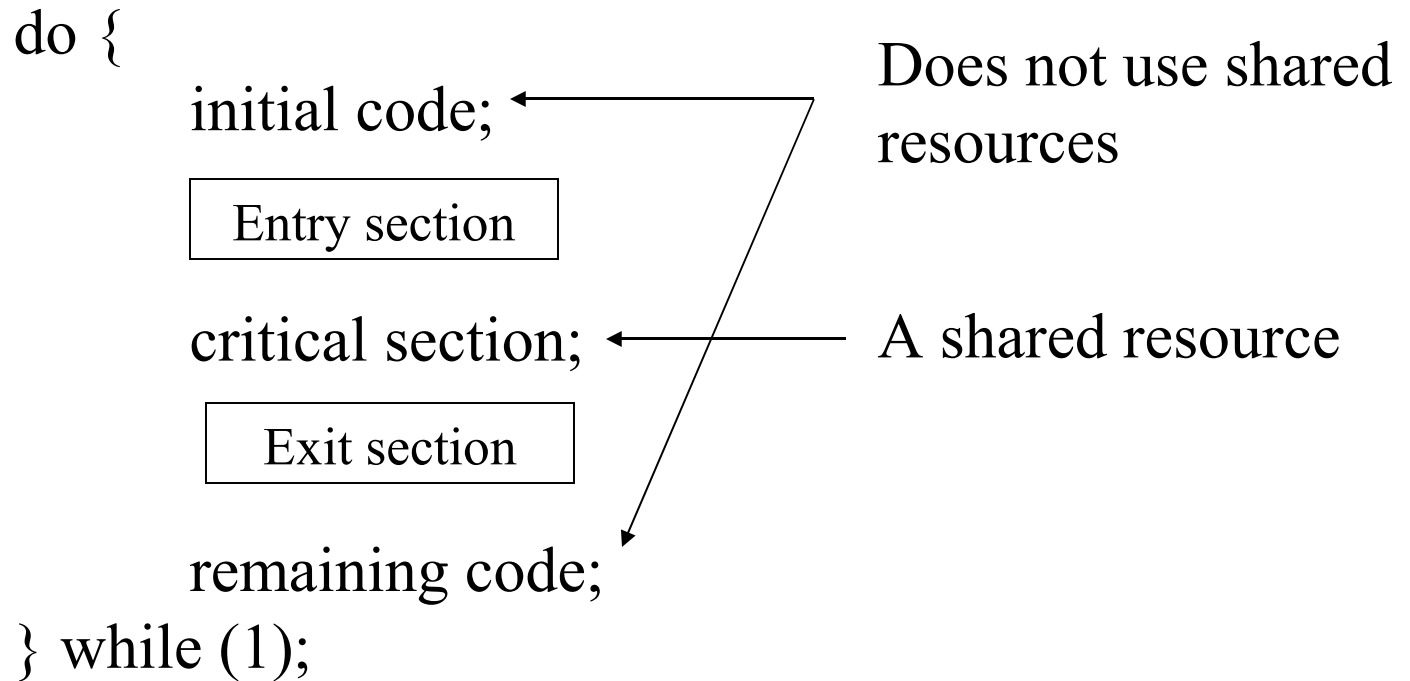 do {
initial code;
Does not use shared
resources
Entry section
critical section;
A shared resource
Exit section
remaining code;
} while (1);